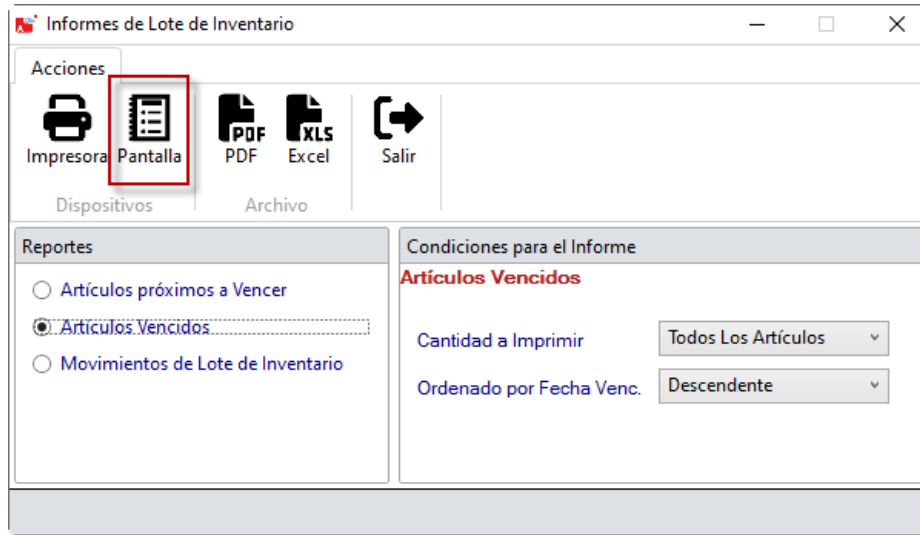 Informes de Lote de Inventario
Acciones
PDF XLS
Impresora Pantalla PDF Excel Salir
Dispositivos Archivo
Reportes
Artículos próximos a Vencer
Artículos Vencidos
Movimientos de Lote de Inventario
Condiciones para el Informe
Artículos Vencidos
Cantidad a Imprimir Todos Los Artículos
Ordenado por Fecha Venc. Descendente